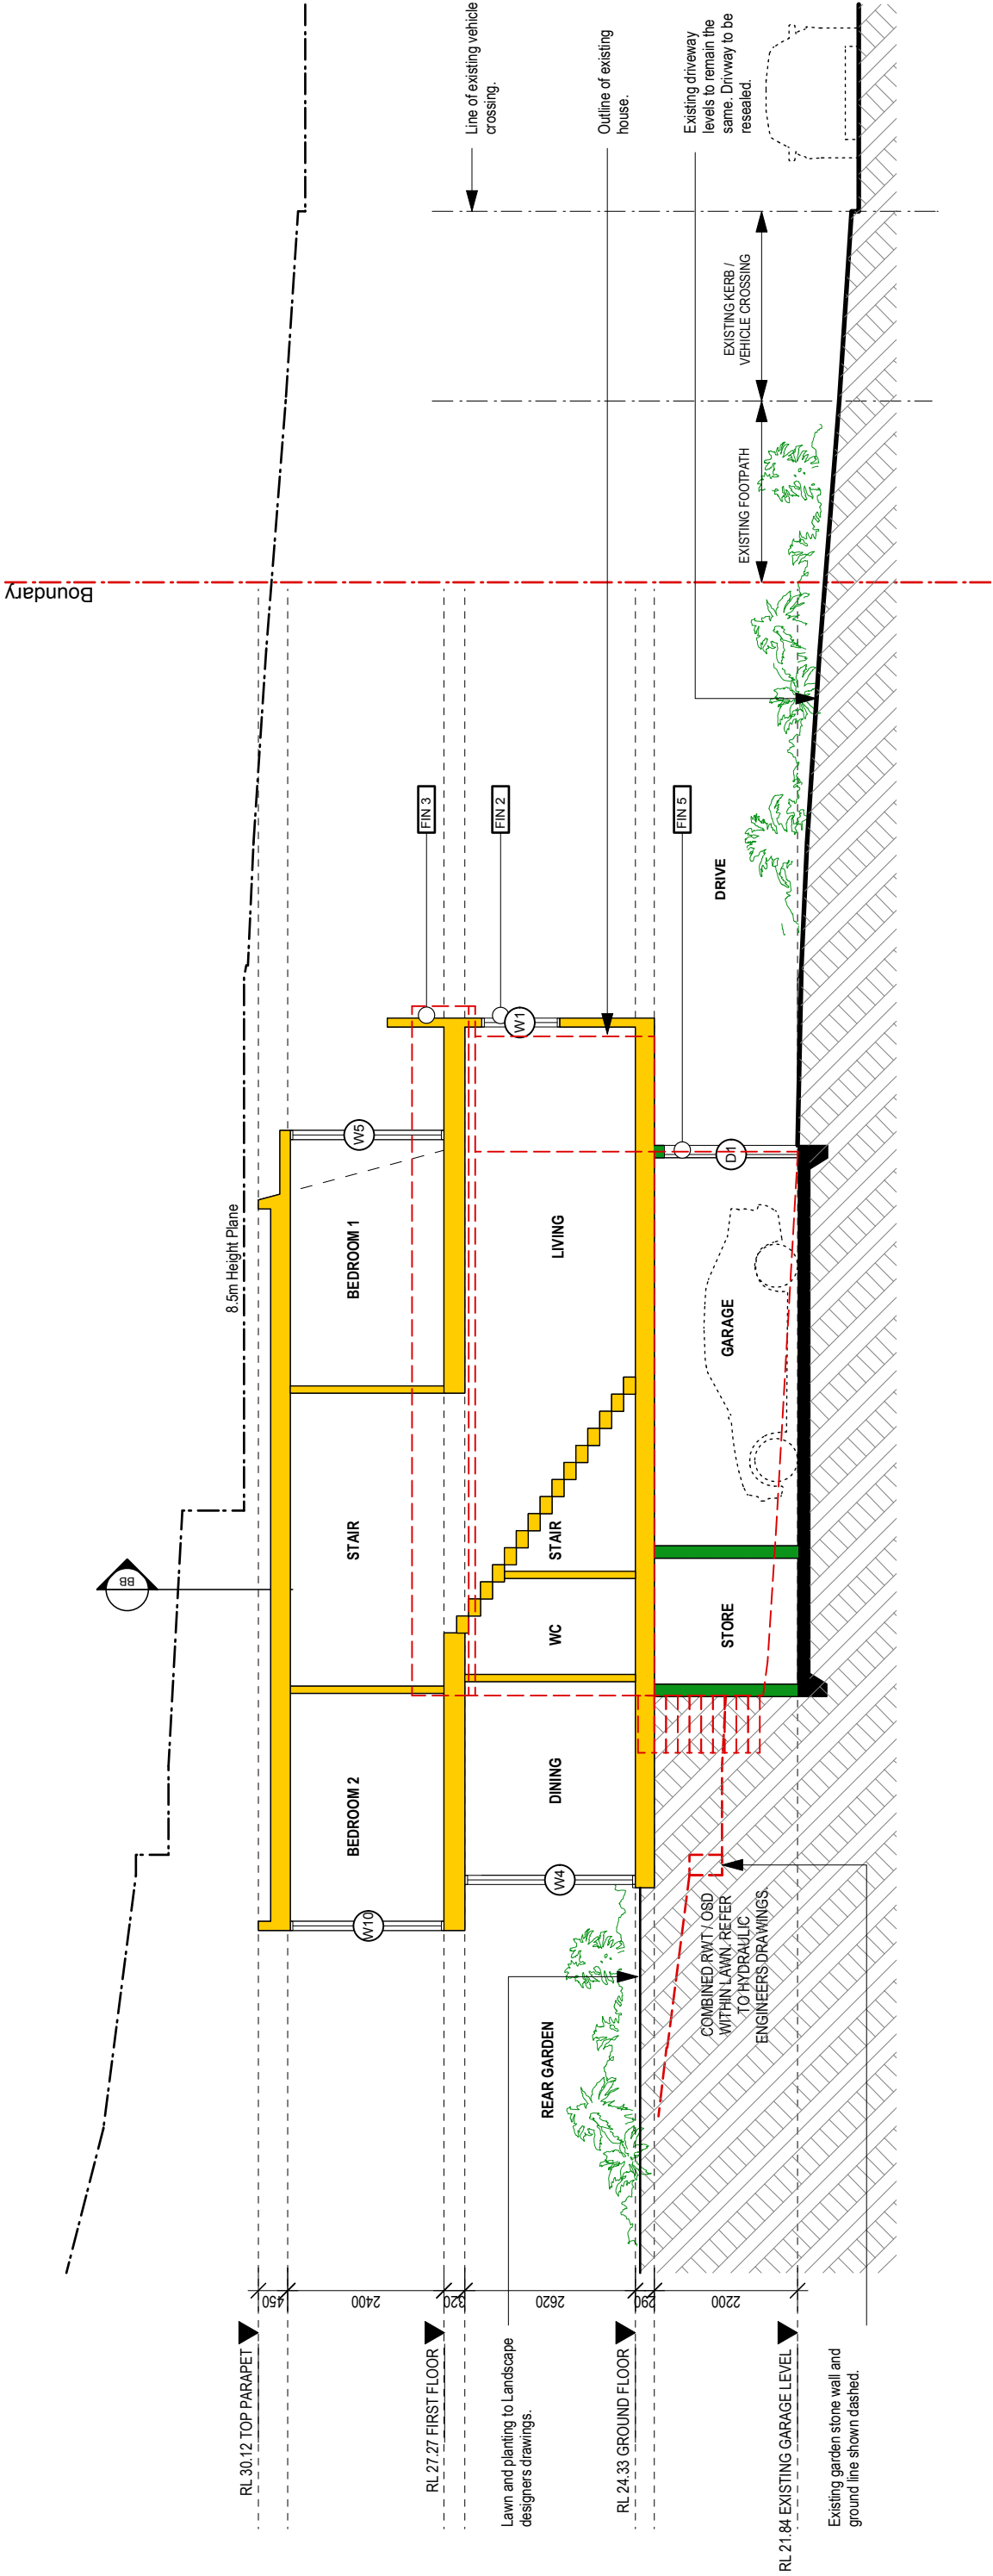 Boundary
8.5m Height Plane
Line of existing vehicle
crossing.
Outline of existing
house.
Existing driveway
levels to remain the
same. Drivway to be
resealed.
EXISTING KERB /
VEHICLE CROSSING
EXISTING FOOTPATH
FIN 3
FIN 2
FIN 5
DRIVE
BB
W5
W1
D1
W10
W4
BEDROOM 2
STAIR
BEDROOM 1
DINING
WC
STAIR
LIVING
STORE
GARAGE
REAR GARDEN
COMBINED RWT / OSD
WITHIN LAWN. REFER
TO HYDRAULIC
ENGINEERS DRAWINGS.
450
2400
320
2620
290
2200
RL 30.12 TOP PARAPET
RL 27.27 FIRST FLOOR
Lawn and planting to Landscape
designers drawings.
RL 24.33 GROUND FLOOR
RL 21.84 EXISTING GARAGE LEVEL
Existing garden stone wall and
ground line shown dashed.